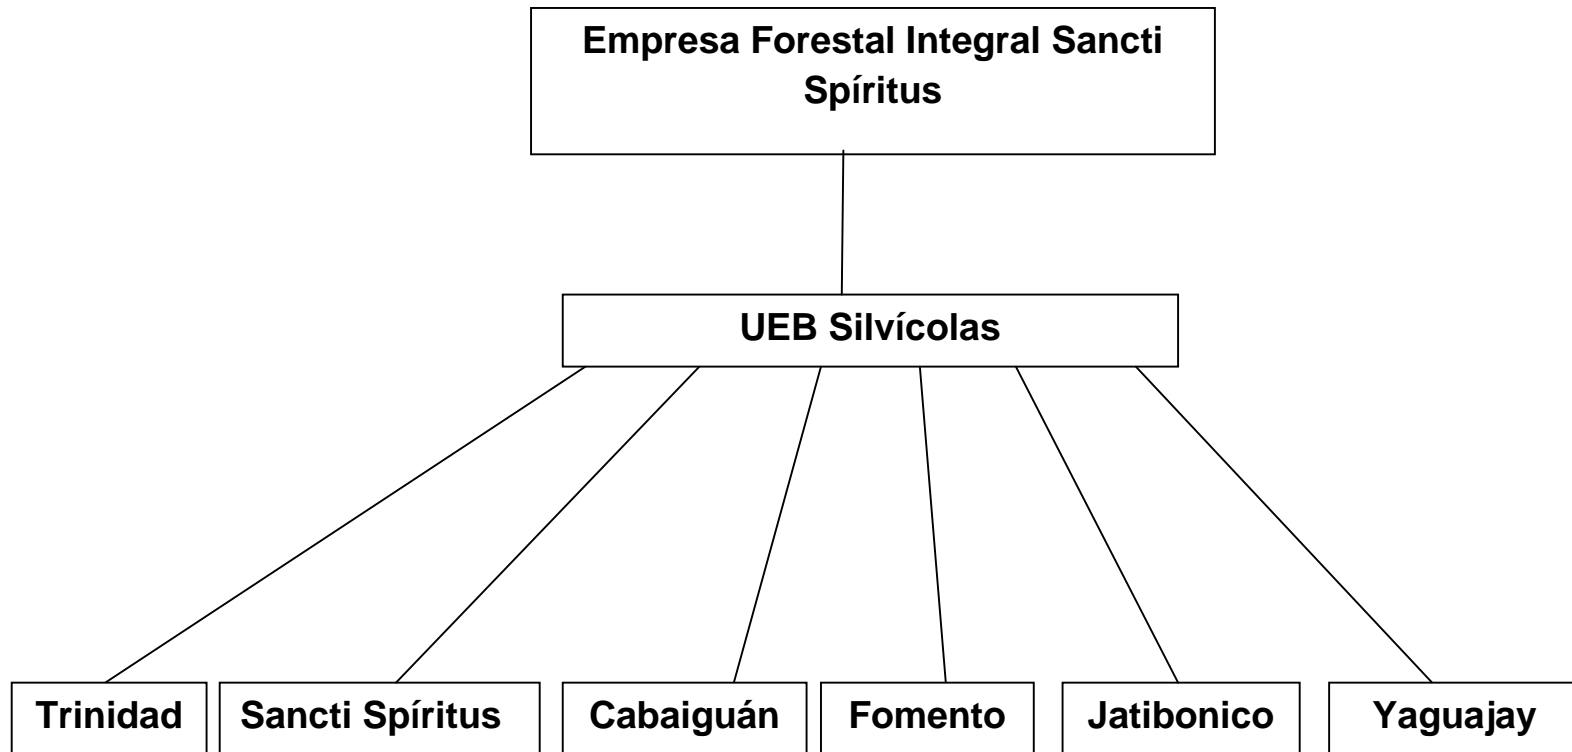 Empresa Forestal Integral Sancti
Spíritus
UEB Silvícolas
Trinidad
Sancti Spíritus
Cabaiguán
Fomento
Jatibonico
Yaguajay